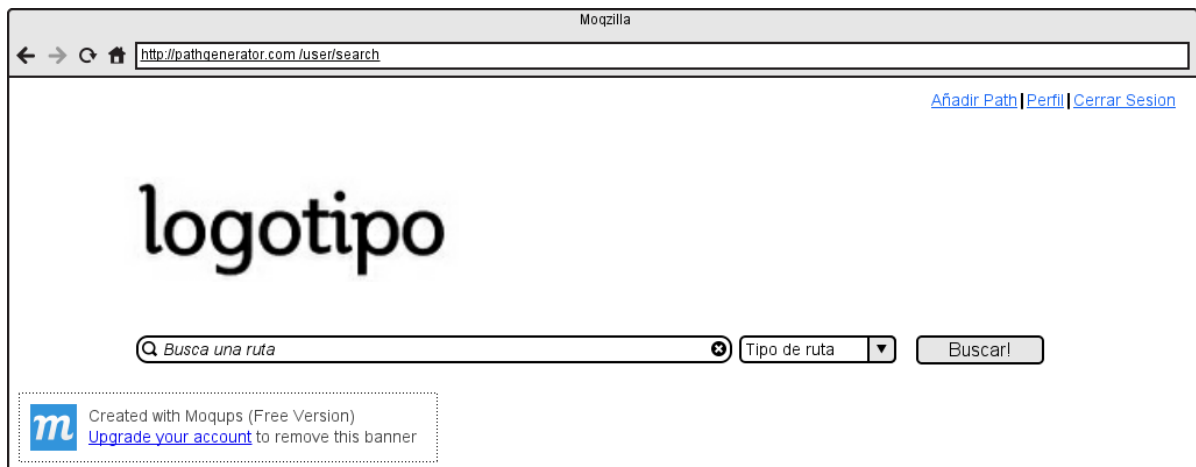 Moqzilla
http://pathgenerator.com /user/search
Añadir Path|Perfil|Cerrar Sesion
logotipo
Busca una ruta
Tipo de ruta
Buscar!
m
Created with Moqups (Free Version)
Upgrade your account to remove this banner